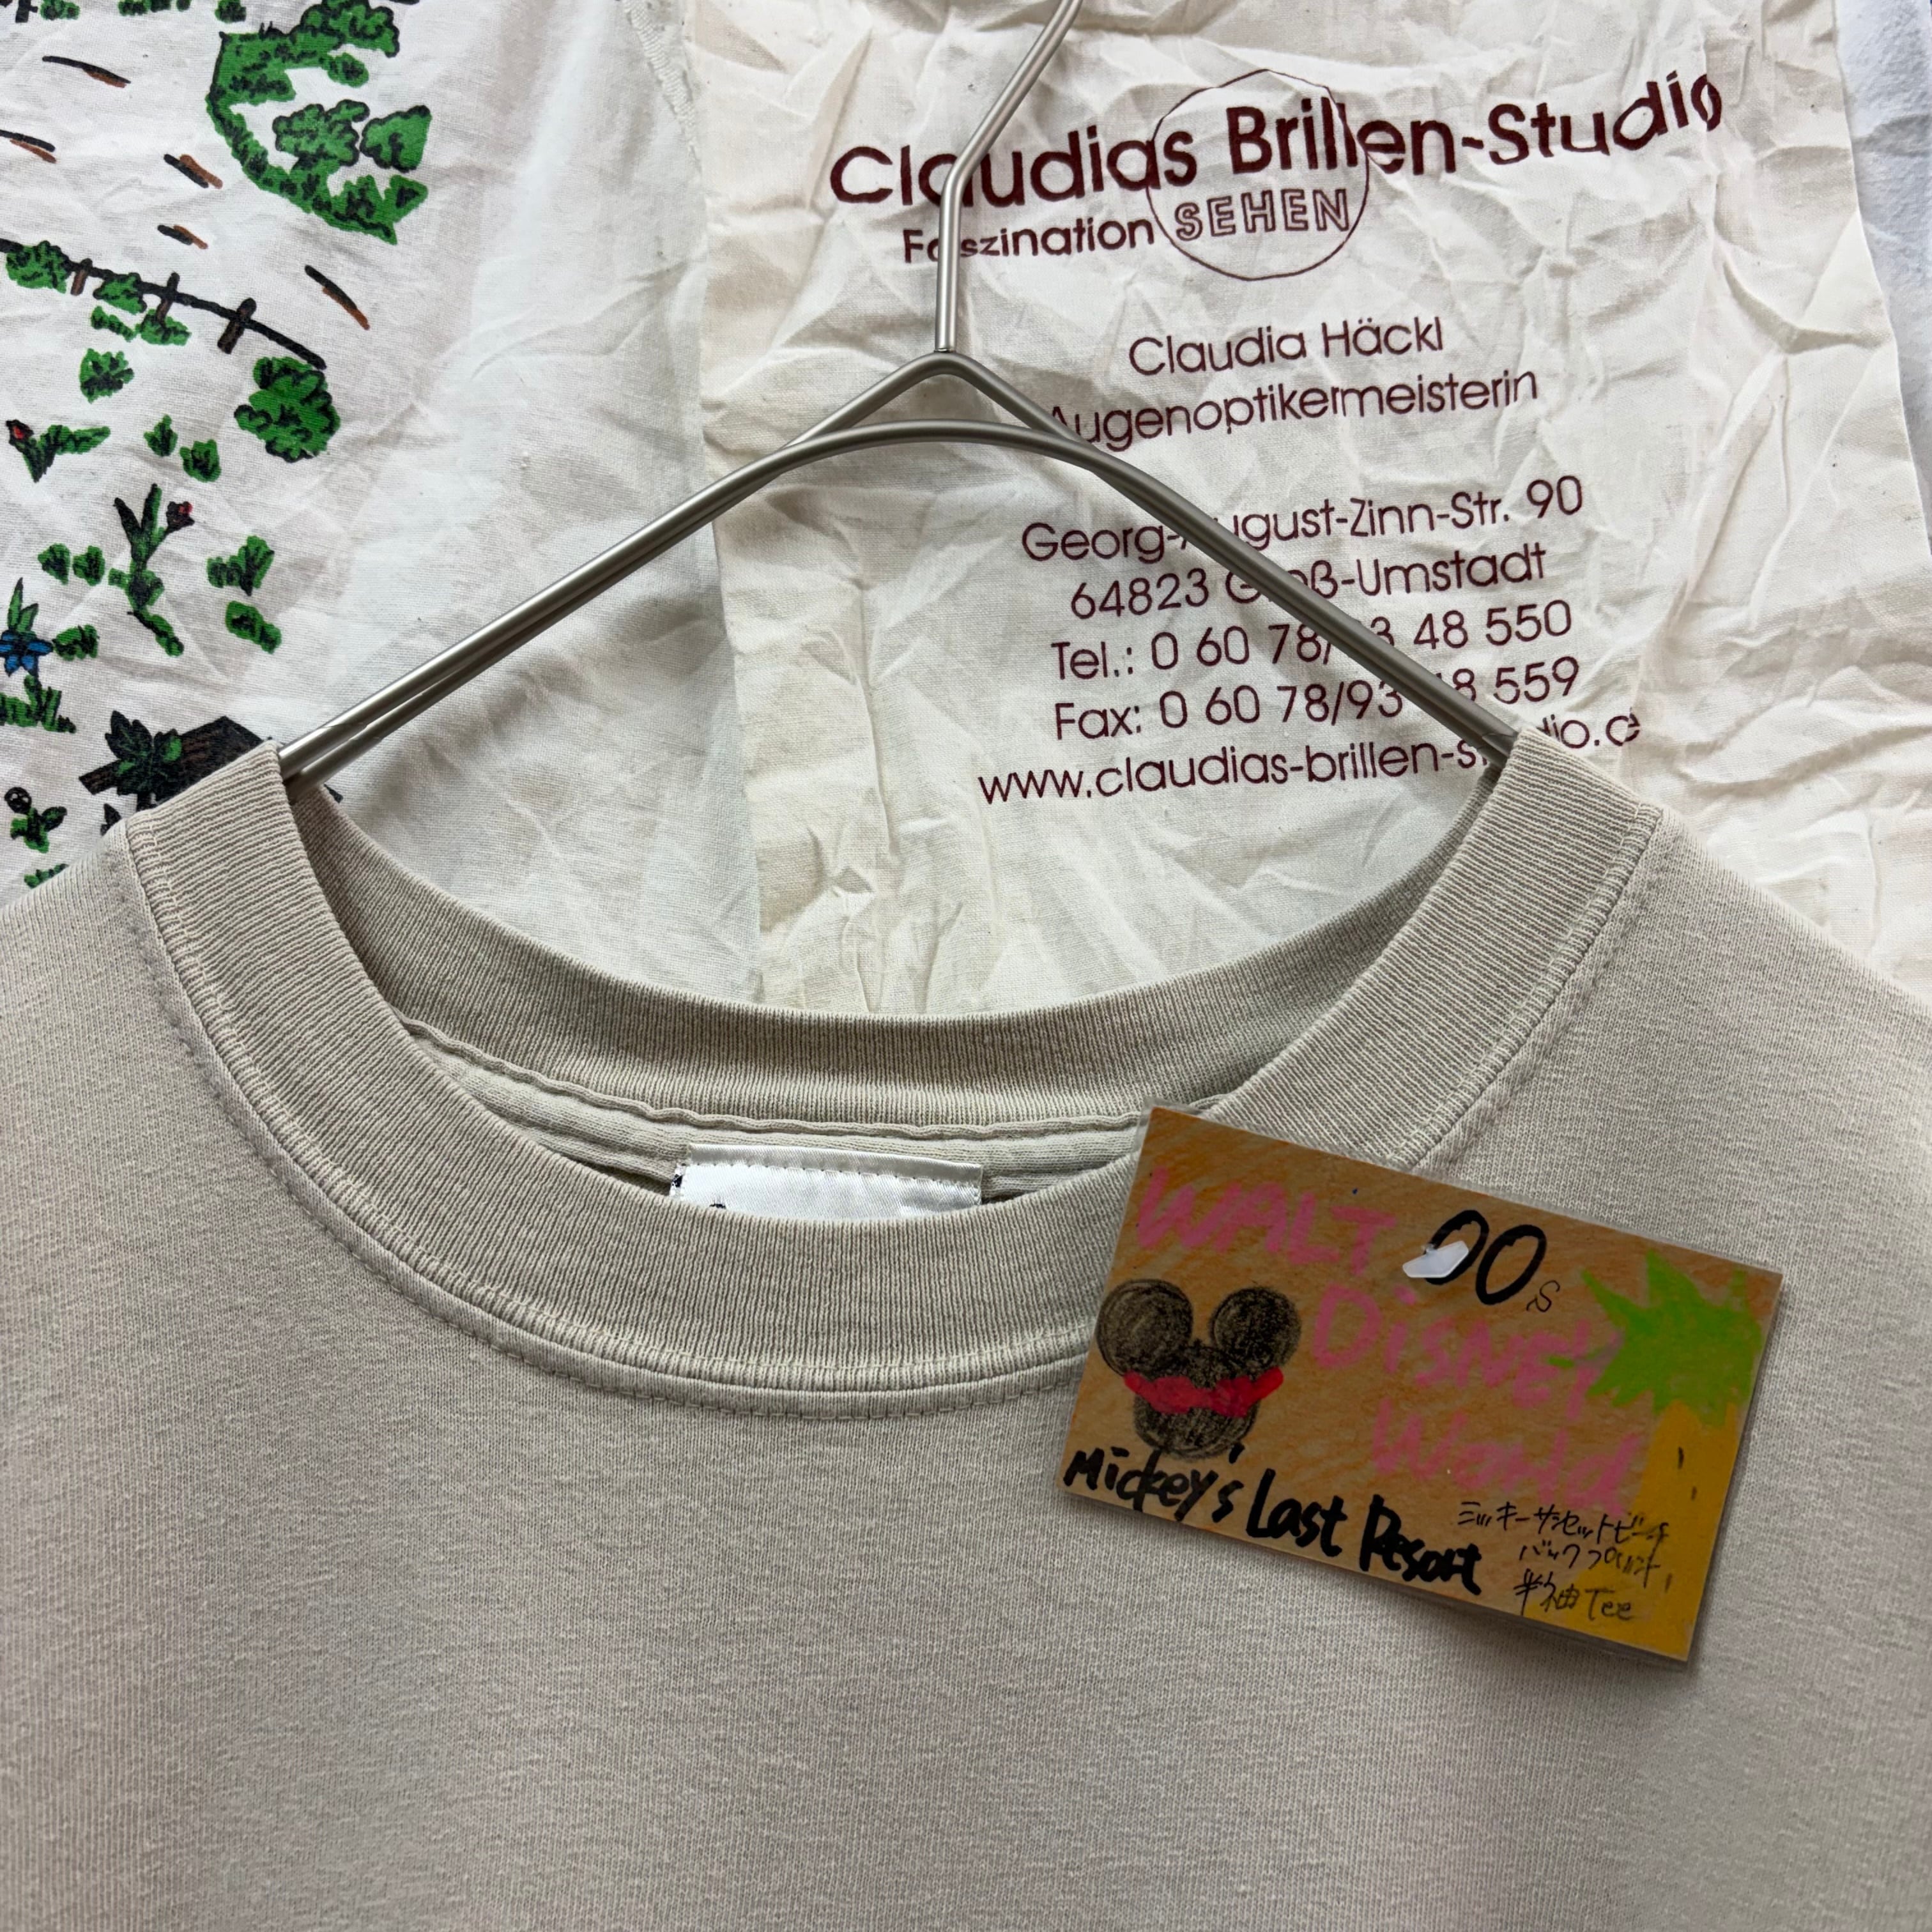 Claudias Brillen-Studio
Faszination SEHEN
Claudia Häckl
Augenoptikermeisterin
Georg-August-Zinn-Str. 90
64823 Groß-Umstadt
Tel.: 0 60 78/93 48 550
Fax: 0 60 78/93 48 559
www.claudias-brillen-studio.de
WALT 00s
DiSNEY
World
Mickey's Last Resort
ミッキーサンセットビーチ
バックプリント
半袖Tee